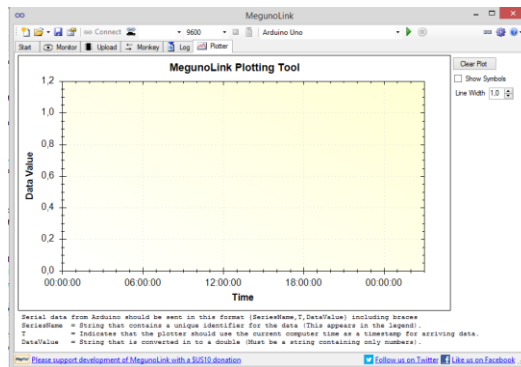 MegunoLink
Connect 9600 Arduino Uno
Start Monitor Upload Monkey Log Plotter
MegunoLink Plotting Tool
Clear Plot
Show Symbols
Line Width 1,0
1,2
1,0
0,8
0,6
0,4
0,2
0,0
Data Value
00:00:00 06:00:00 12:00:00 18:00:00 00:00:00
Time
Serial data from Arduino should be sent in this format {SeriesName,T,DataValue} including braces
SeriesName = String that contains a unique identifier for the data (This appears in the legend).
T = Indicates that the plotter should use the current computer time as a timestamp for arriving data.
DataValue = String that is converted in to a double (Must be a string containing only numbers).
Please support development of MegunoLink with a $US10 donation
Follow us on Twitter Like us on Facebook